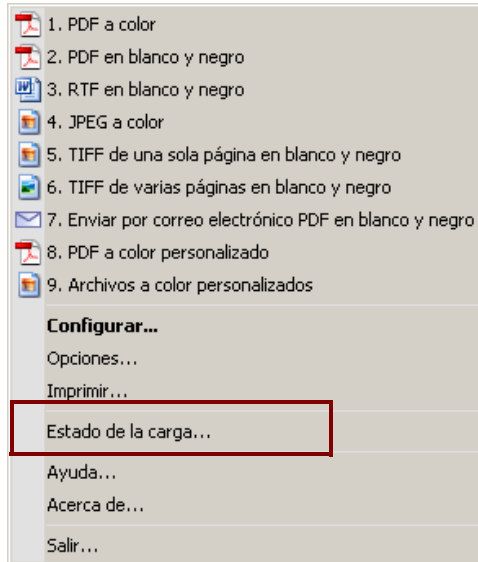 1. PDF a color
2. PDF en blanco y negro
3. RTF en blanco y negro
4. JPEG a color
5. TIFF de una sola página en blanco y negro
6. TIFF de varias páginas en blanco y negro
7. Enviar por correo electrónico PDF en blanco y negro
8. PDF a color personalizado
9. Archivos a color personalizados
Configurar...
Opciones...
Imprimir...
Estado de la carga...
Ayuda...
Acerca de...
Salir...